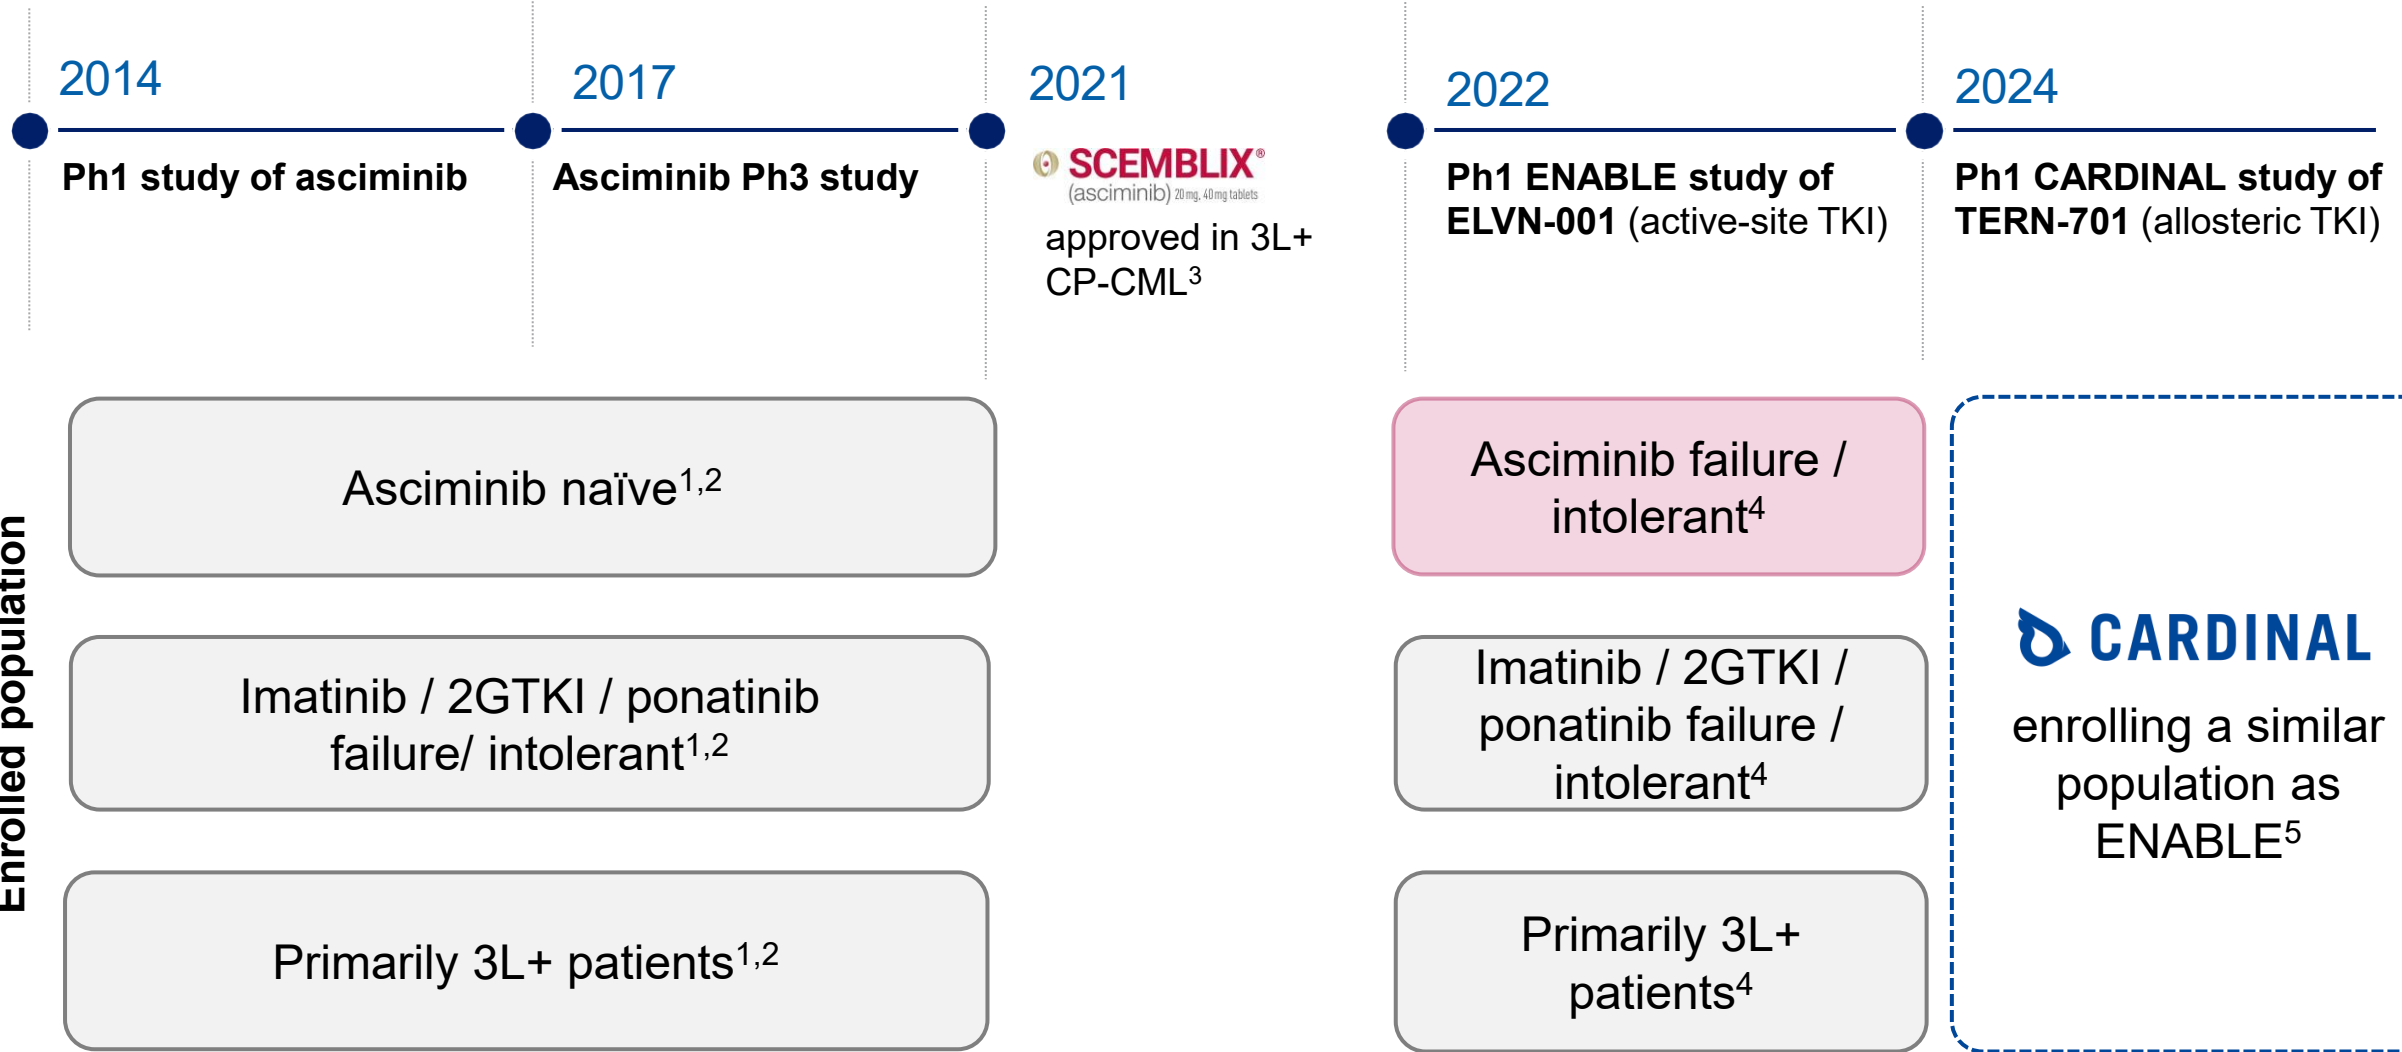 2014
2017
2021
2022
2024
Ph1 study of asciminib
Asciminib Ph3 study
SCEMBLIX®
(asciminib) 20 mg, 40 mg tablets
approved in 3L+
CP-CML³
Ph1 ENABLE study of
ELVN-001 (active-site TKI)
Ph1 CARDINAL study of
TERN-701 (allosteric TKI)
Enrolled population
Asciminib naïve¹,²
Imatinib / 2GTKI / ponatinib
failure/ intolerant¹,²
Primarily 3L+ patients¹,²
Asciminib failure /
intolerant⁴
Imatinib / 2GTKI /
ponatinib failure /
intolerant⁴
Primarily 3L+
patients⁴
CARDINAL
enrolling a similar
population as
ENABLE⁵